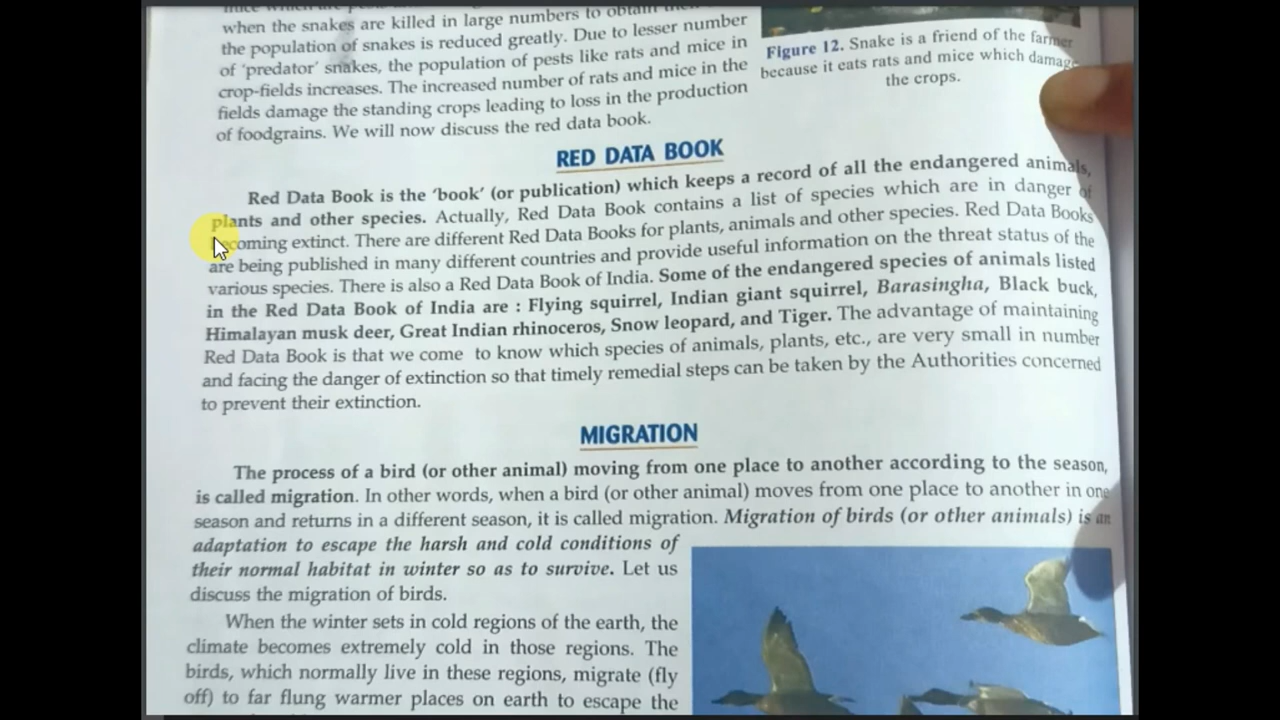 when the snakes are killed in large numbers to obtain
the population of snakes is reduced greatly. Due to lesser number
of 'predator' snakes, the population of pests like rats and mice in
crop-fields increases. The increased number of rats and mice in the
fields damage the standing crops leading to loss in the production
of foodgrains. We will now discuss the red data book.
Figure 12. Snake is a friend of the farmer
because it eats rats and mice which damage
the crops.
RED DATA BOOK
Red Data Book is the 'book' (or publication) which keeps a record of all the endangered animals,
plants and other species. Actually, Red Data Book contains a list of species which are in danger of
becoming extinct. There are different Red Data Books for plants, animals and other species. Red Data Books
are being published in many different countries and provide useful information on the threat status of the
various species. There is also a Red Data Book of India. Some of the endangered species of animals listed
in the Red Data Book of India are : Flying squirrel, Indian giant squirrel, Barasingha, Black buck,
Himalayan musk deer, Great Indian rhinoceros, Snow leopard, and Tiger. The advantage of maintaining
Red Data Book is that we come to know which species of animals, plants, etc., are very small in number
and facing the danger of extinction so that timely remedial steps can be taken by the Authorities concerned
to prevent their extinction.
MIGRATION
The process of a bird (or other animal) moving from one place to another according to the season,
is called migration. In other words, when a bird (or other animal) moves from one place to another in one
season and returns in a different season, it is called migration. Migration of birds (or other animals) is an
adaptation to escape the harsh and cold conditions of
their normal habitat in winter so as to survive. Let us
discuss the migration of birds.
When the winter sets in cold regions of the earth, the
climate becomes extremely cold in those regions. The
birds, which normally live in these regions, migrate (fly
off) to far flung warmer places on earth to escape the